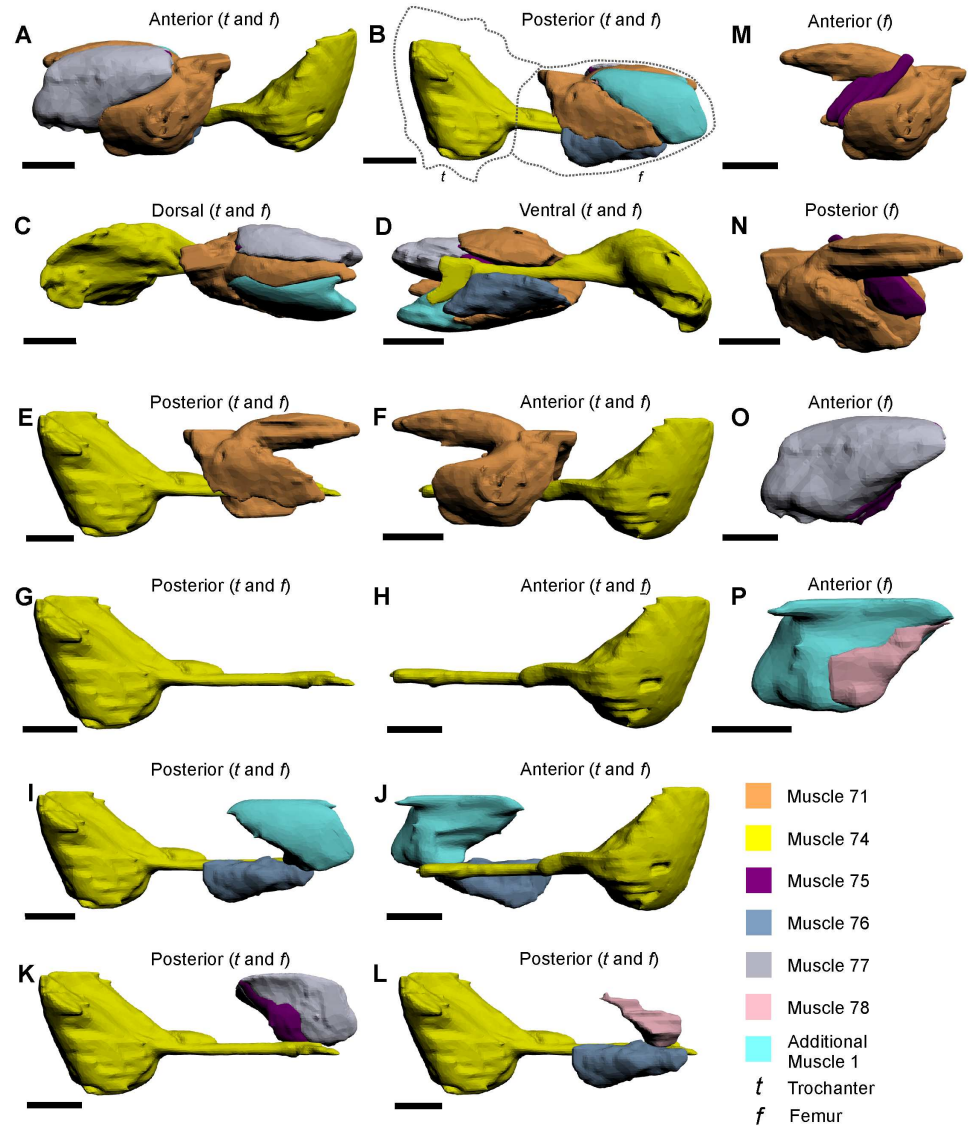 A
Anterior (t and f)
B
Posterior (t and f)
t
f
M
Anterior (f)
C
Dorsal (t and f)
D
Ventral (t and f)
N
Posterior (f)
E
Posterior (t and f)
F
Anterior (t and f)
O
Anterior (f)
G
Posterior (t and f)
H
Anterior (t and f)
P
Anterior (f)
I
Posterior (t and f)
J
Anterior (t and f)
K
Posterior (t and f)
L
Posterior (t and f)
Muscle 71
Muscle 74
Muscle 75
Muscle 76
Muscle 77
Muscle 78
Additional
Muscle 1
t Trochanter
f Femur